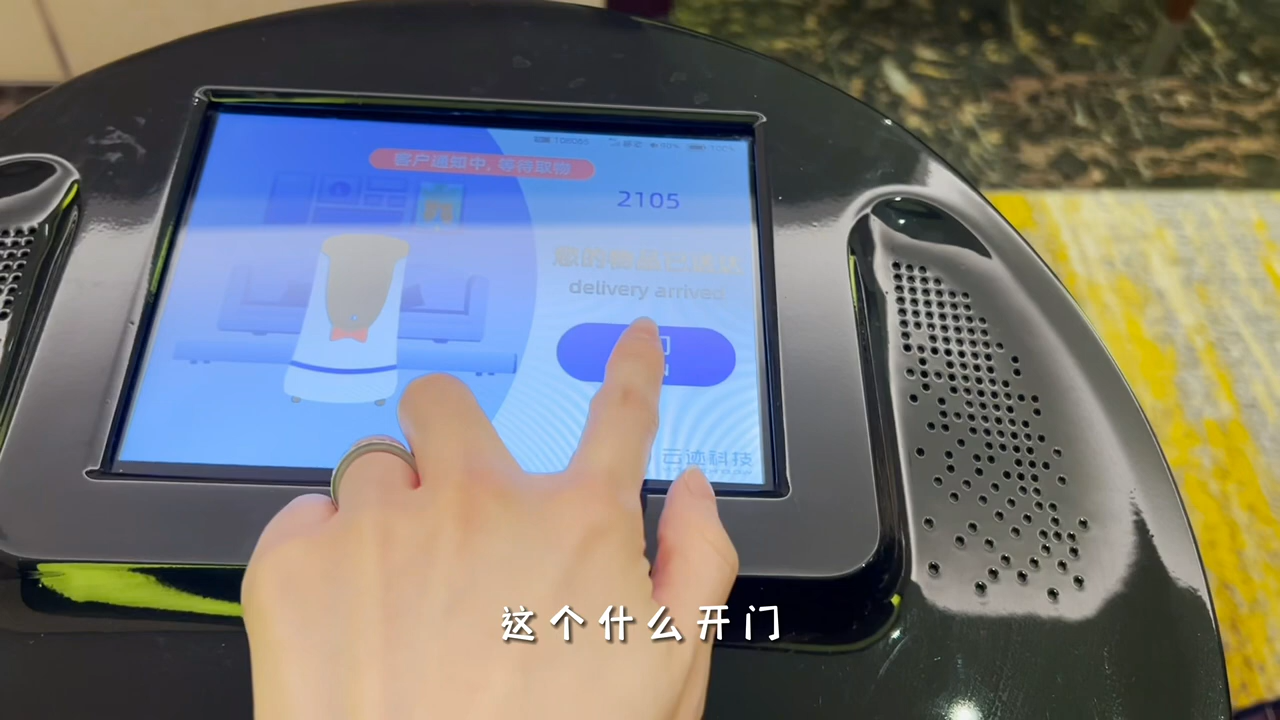 客户通知中,等待取物
2105
您的物品已送达
delivery arrived
门
云迹科技
这个什么开门